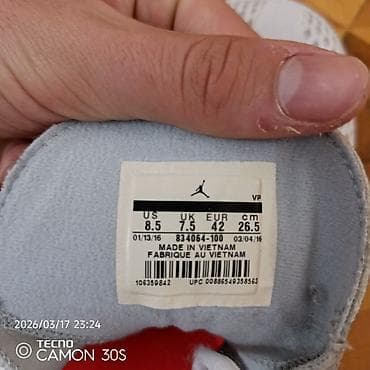 VP
US UK EUR cm
8.5 7.5 42 26.5
01/13/16 834064-100 03/04/16
MADE IN VIETNAM
FABRIQUE AU VIETNAM
106359842 UPC 00886549358563
2026/03/17 23:24
TECNO
CAMON 30S